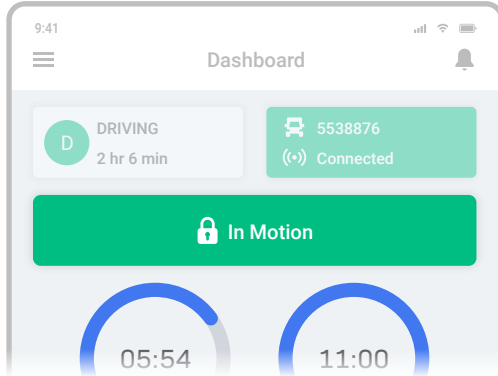 9:41
Dashboard
D
DRIVING
2 hr 6 min
5538876
Connected
In Motion
05:54
11:00